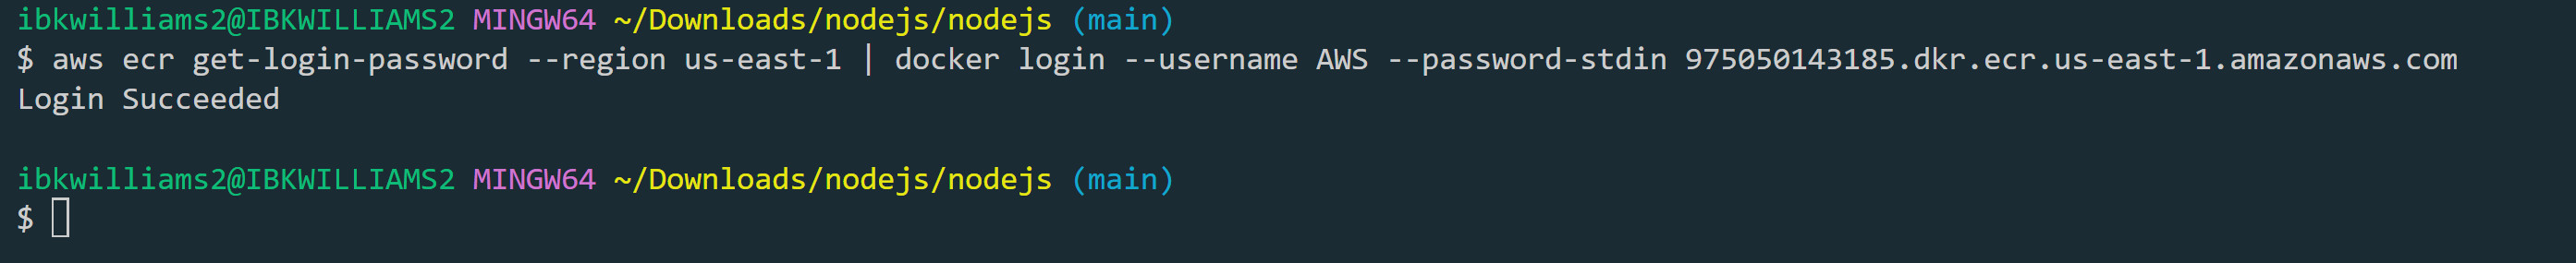 ibkwilliams2@IBKWILLIAMS2 MINGW64 ~/Downloads/nodejs/nodejs (main)
$ aws ecr get-login-password --region us-east-1 | docker login --username AWS --password-stdin 975050143185.dkr.ecr.us-east-1.amazonaws.com
Login Succeeded
ibkwilliams2@IBKWILLIAMS2 MINGW64 ~/Downloads/nodejs/nodejs (main)
$